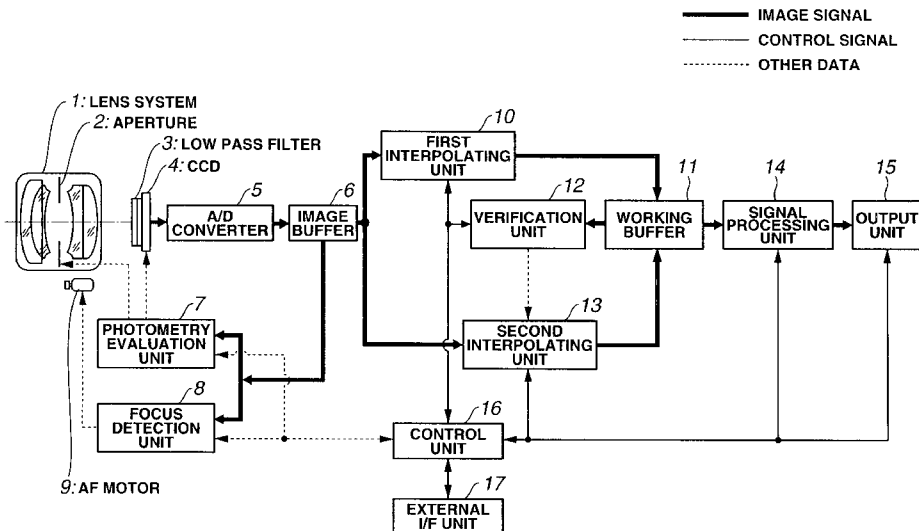 IMAGE SIGNAL
CONTROL SIGNAL
OTHER DATA
1: LENS SYSTEM
2: APERTURE
3: LOW PASS FILTER
4: CCD
5
A/D
CONVERTER
6
IMAGE
BUFFER
10
FIRST
INTERPOLATING
UNIT
12
VERIFICATION
UNIT
11
WORKING
BUFFER
14
SIGNAL
PROCESSING
UNIT
15
OUTPUT
UNIT
7
PHOTOMETRY
EVALUATION
UNIT
13
SECOND
INTERPOLATING
UNIT
8
FOCUS
DETECTION
UNIT
16
CONTROL
UNIT
9: AF MOTOR
17
EXTERNAL
I/F UNIT